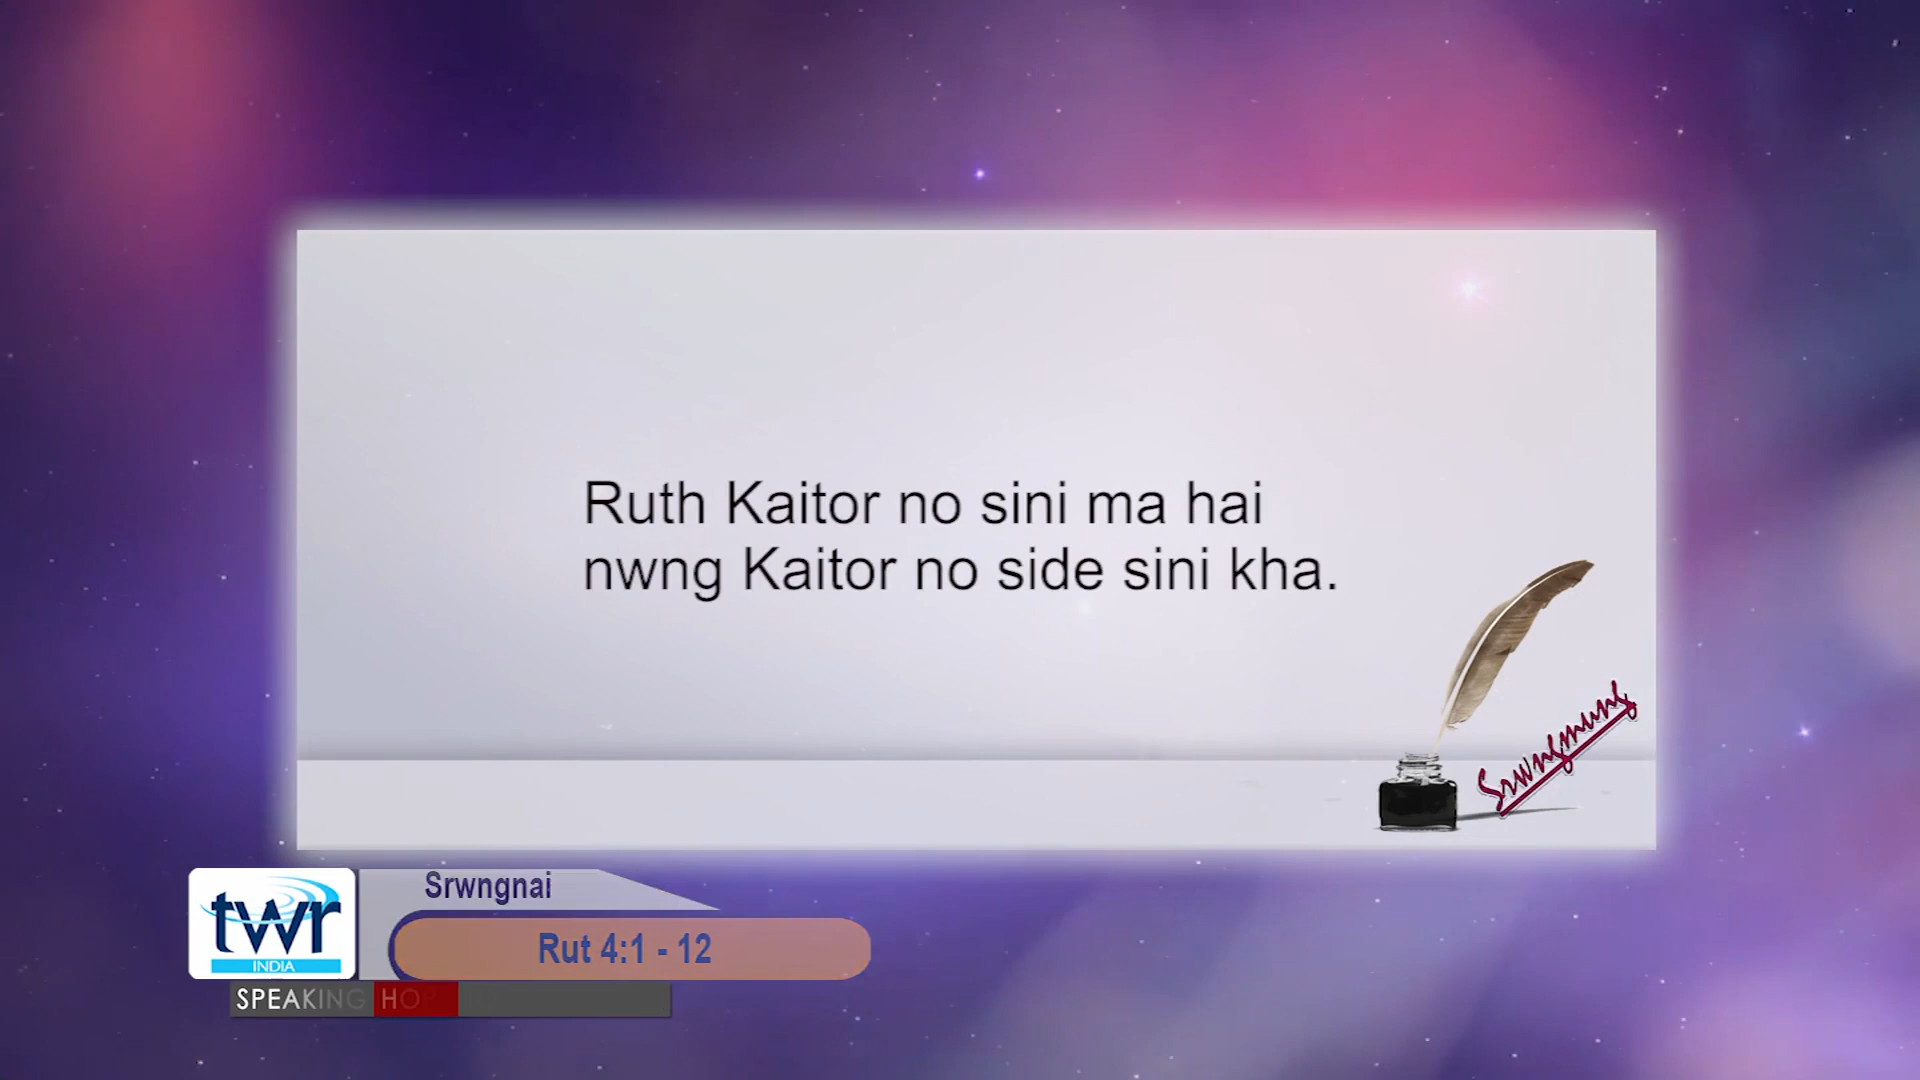 Ruth Kaitor no sini ma hai
nwng Kaitor no side sini kha.
Srwngmung
twr
INDIA
Srwngnai
Rut 4:1 - 12
SPEAKING